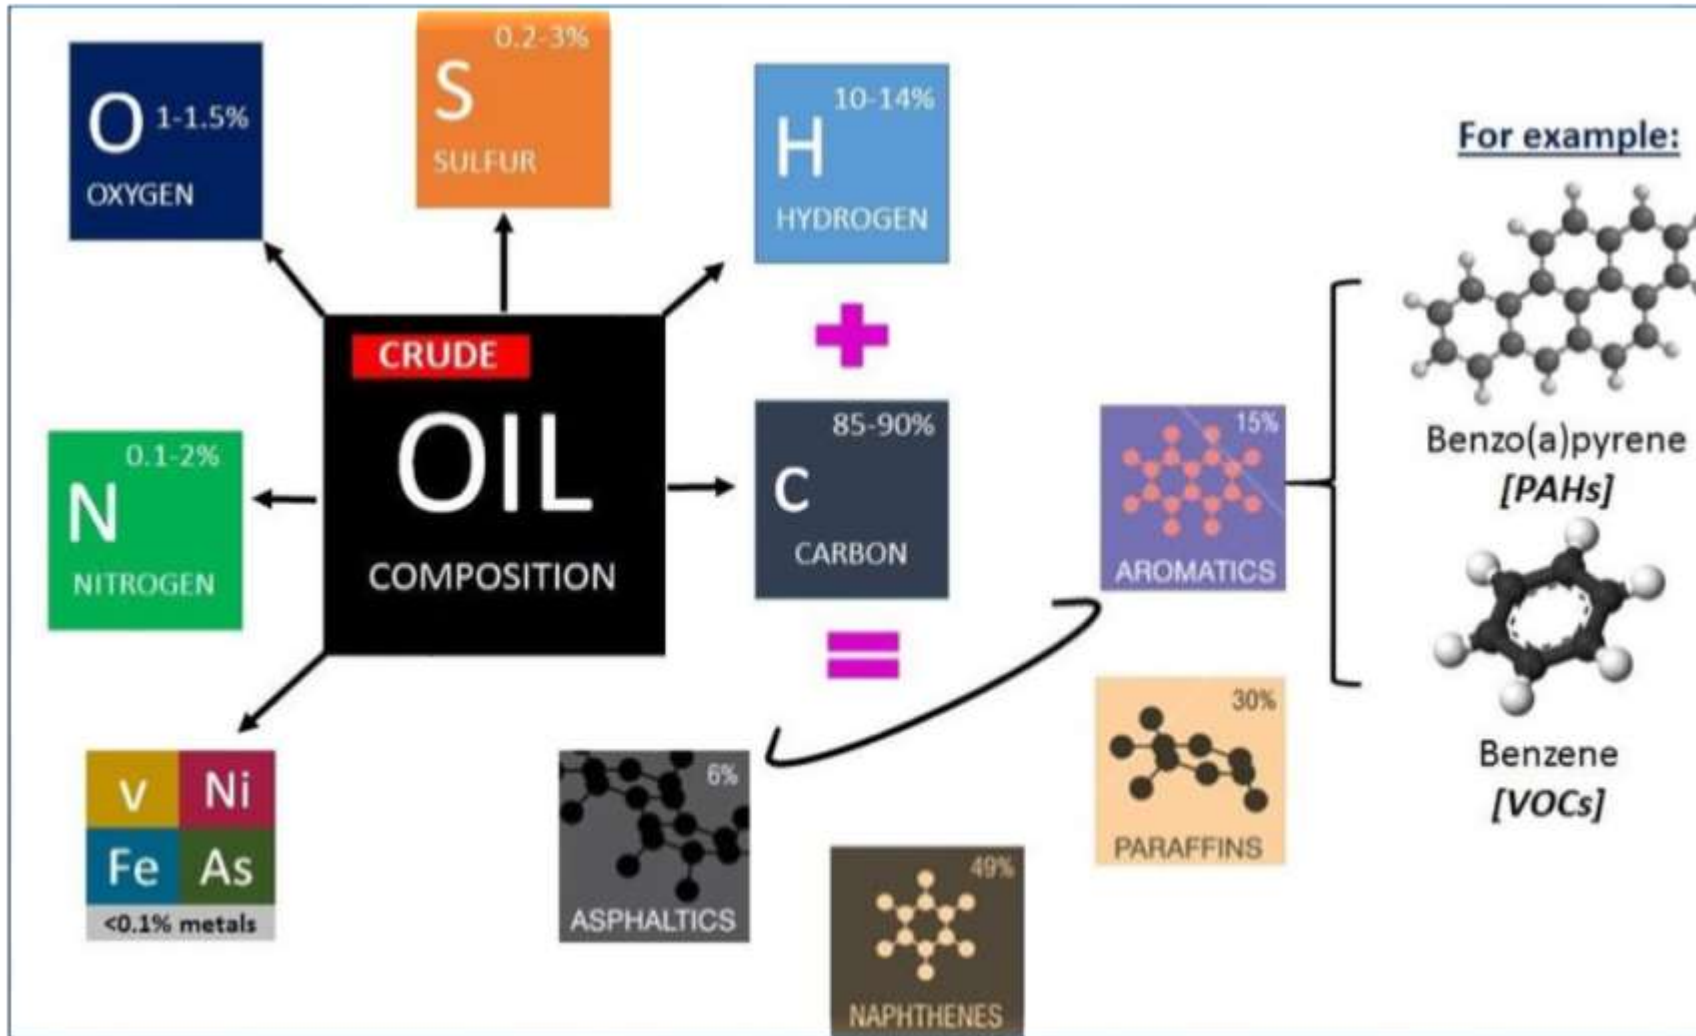 O 1-1.5%
OXYGEN
0.2-3%
S
SULFUR
10-14%
H
HYDROGEN
For example:
CRUDE
OIL
COMPOSITION
0.1-2%
N
NITROGEN
85-90%
c
CARBON
15%
AROMATICS
Benzo(a)pyrene
[PAHs]
30%
PARAFFINS
Benzene
[VOCs]
v Ni
Fe As
<0.1% metals
6%
ASPHALTICS
49%
NAPHTHENES